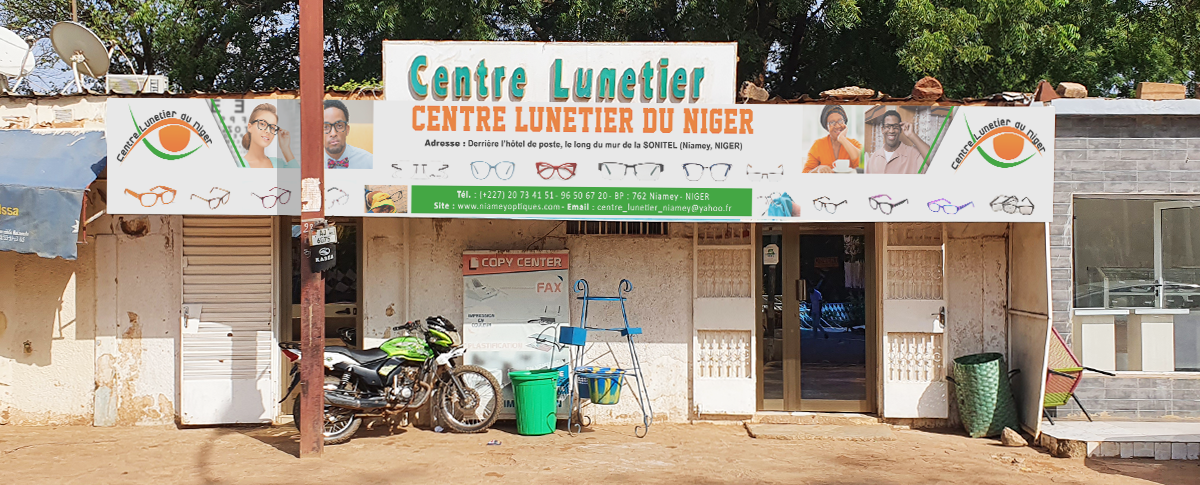 Centre Lunetier
CENTRE LUNETIER DU NIGER
Adresse : Derrière l'hôtel de poste, le long du mur de la SONITEL (Niamey, NIGER)
Tél. : (+227) 20 73 41 51 - 96 50 67 20 - BP : 762 Niamey - NIGER
Site : www.niameyoptiques.com - Email : centre_lunetier_niamey@yahoo.fr
Centre Lunetier du Niger
Centre Lunetier du Niger
COPY CENTER
FAX
IMPRESSION
COULEUR